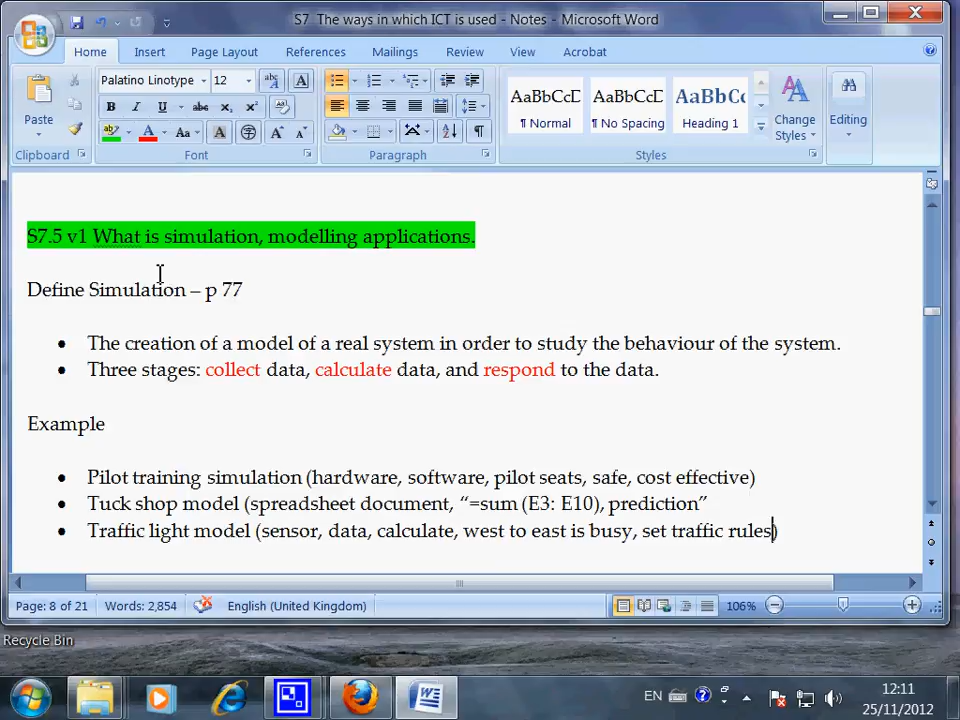 S7 The ways in which ICT is used - Notes - Microsoft Word
Home Insert Page Layout References Mailings Review View Acrobat
Paste
Clipboard
Palatino Linotype 12
B I U abc x₂ x²
Aa A
Font
Paragraph
AaBbCcD AaBbCcD AaBbCc
¶ Normal ¶ No Spacing Heading 1
Change Styles
Styles
Editing
S7.5 v1 What is simulation, modelling applications.
Define Simulation – p 77
• The creation of a model of a real system in order to study the behaviour of the system.
• Three stages: collect data, calculate data, and respond to the data.
Example
• Pilot training simulation (hardware, software, pilot seats, safe, cost effective)
• Tuck shop model (spreadsheet document, “=sum (E3: E10), prediction”
• Traffic light model (sensor, data, calculate, west to east is busy, set traffic rules)
Page: 8 of 21 Words: 2,854 English (United Kingdom) 106%
Recycle Bin
EN 12:11
25/11/2012